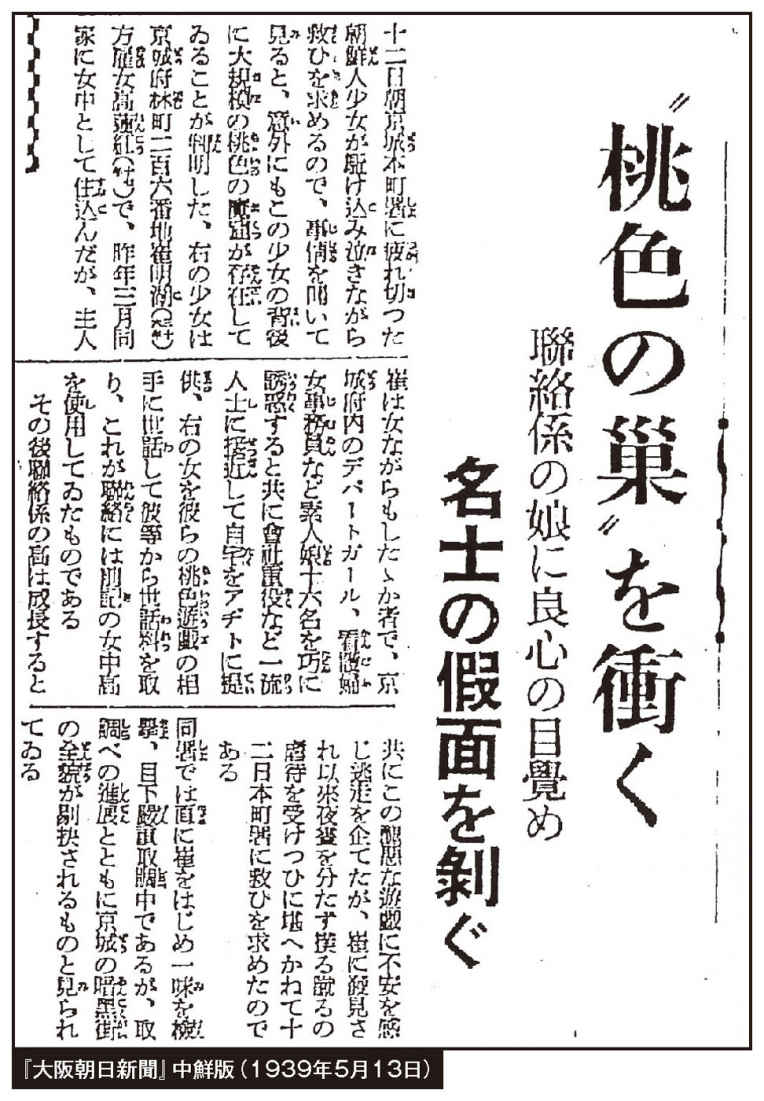 〝桃色の巣〟を衝く
聯絡係の娘に良心の目覺め
名士の假面を剝ぐ
十二日朝京城本町署に疲れ切つた
朝鮮人少女が駈け込み泣きながら
救ひを求めるので、事情を聞いて
見ると、意外にもこの少女の背後
に大規模の桃色の魔窟が存在して
ゐることが判明した、右の少女は
京城府林町二百六番地崔明湖
方雇女高蓮紅で、昨年三月同
家に女中として住込んだが、主人
崔は女ながらもしたゝか者で、京
城府内のデパートガール、看護婦
女事務員など素人娘十六名を巧に
誘惑すると共に會社重役など一流
人士に接近して自宅をアヂトに提
供、右の女を彼らの桃色遊戯の相
手に世話して彼等から世話料を取
り、これが聯絡には前記の女中高
を使用してゐたものである
その後聯絡係の高は成長すると
共にこの醜悪な遊戯に不安を感
じ逃走を企てたが、崔に發見さ
れ以來夜晝を分たず撲る蹴るの
虐待を受けつひに堪へかねて十
二日本町署に救ひを求めたので
ある
同署では直に崔をはじめ一味を檢
擧、目下嚴重取調中であるが、取
調べの進展とともに京城の暗黑街
の全貌が剔抉されるものと見られ
てゐる
『大阪朝日新聞』中鮮版（1939年5月13日）